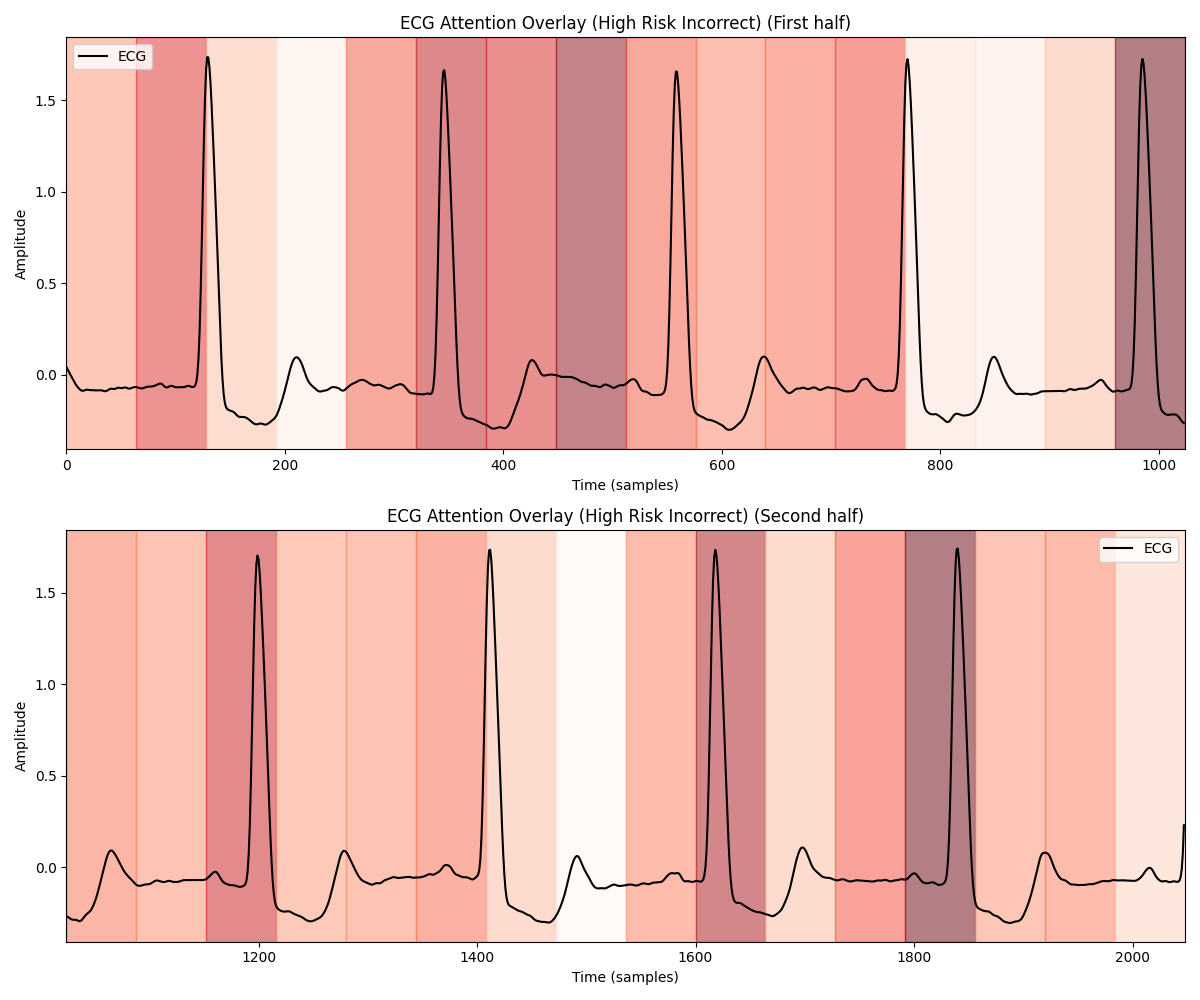 ECG Attention Overlay (High Risk Incorrect) (First half)
ECG
1.5
1.0
0.5
0.0
Amplitude
0 200 400 600 800 1000
Time (samples)
ECG Attention Overlay (High Risk Incorrect) (Second half)
ECG
1.5
1.0
0.5
0.0
Amplitude
1200 1400 1600 1800 2000
Time (samples)